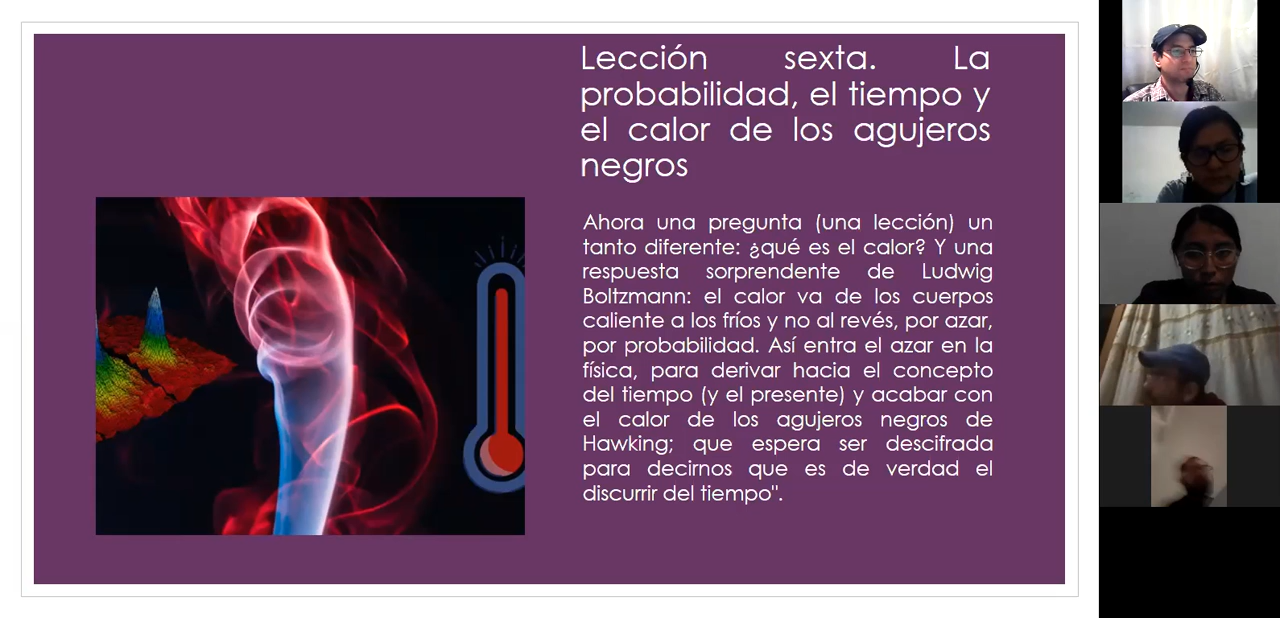 Lección sexta. La
probabilidad, el tiempo y
el calor de los agujeros
negros
Ahora una pregunta (una lección) un
tanto diferente: ¿qué es el calor? Y una
respuesta sorprendente de Ludwig
Boltzmann: el calor va de los cuerpos
caliente a los fríos y no al revés, por azar,
por probabilidad. Así entra el azar en la
física, para derivar hacia el concepto
del tiempo (y el presente) y acabar con
el calor de los agujeros negros de
Hawking; que espera ser descifrada
para decirnos que es de verdad el
discurrir del tiempo".